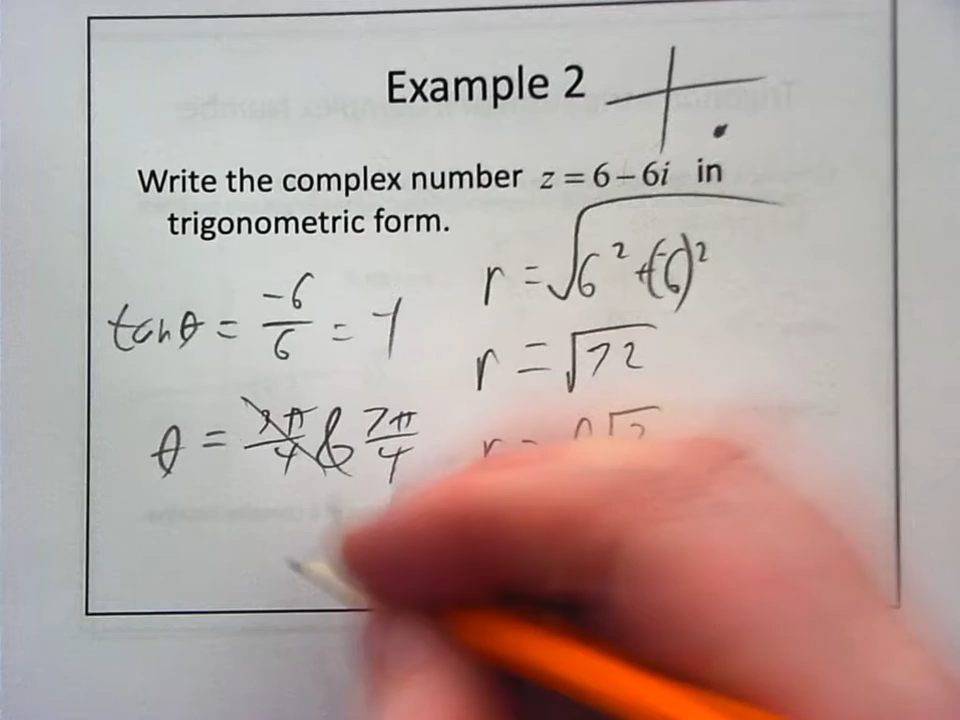 Example 2
Write the complex number z = 6 − 6i in
trigonometric form.
r = √6² + (-6)²
tan θ = -6/6 = -1
r = √72
θ = 3π/4 & 7π/4
r =